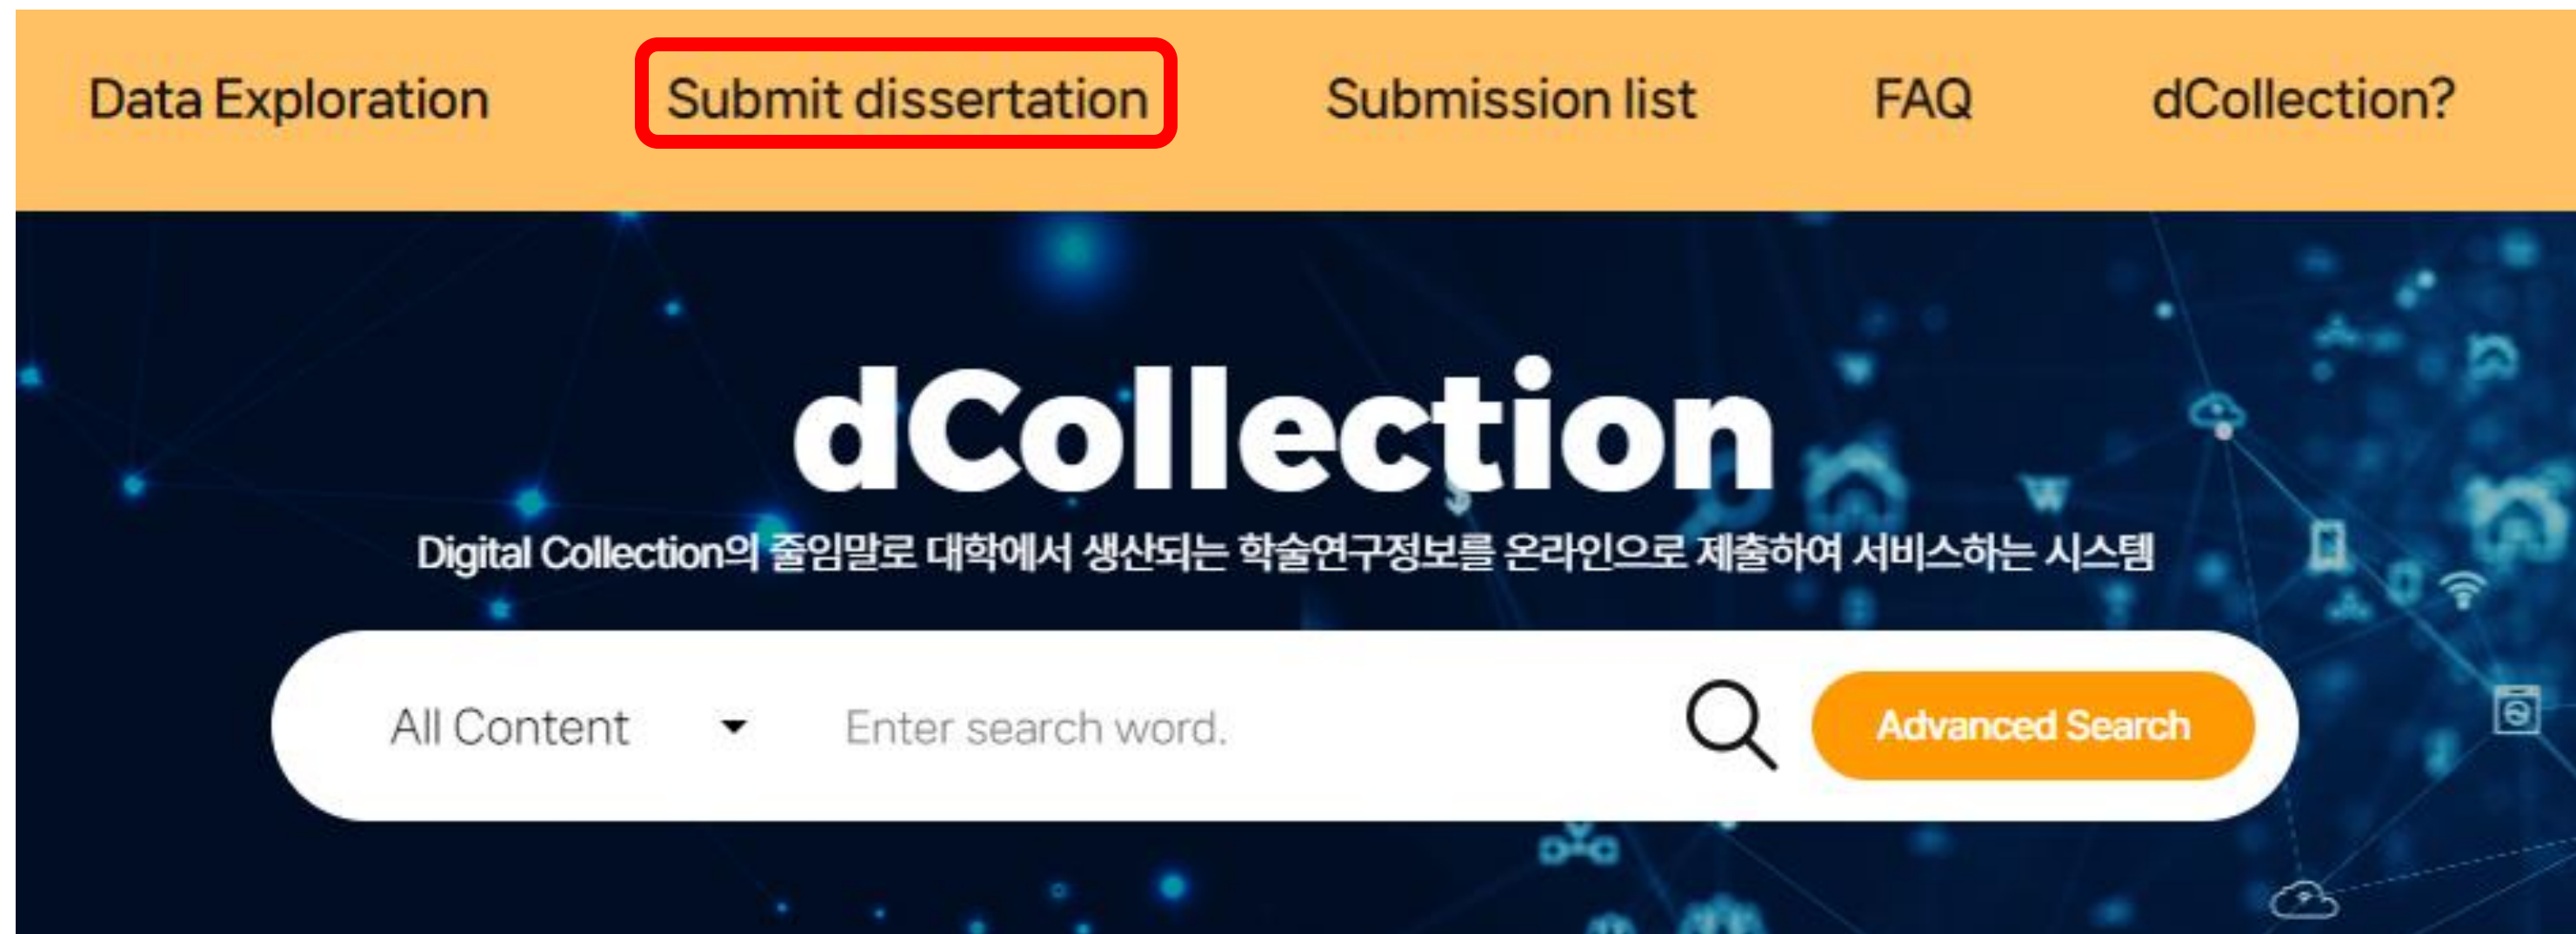 Data Exploration Submit dissertation Submission list FAQ dCollection?
dCollection
Digital Collection의 줄임말로 대학에서 생산되는 학술연구정보를 온라인으로 제출하여 서비스하는 시스템
All Content Enter search word. Advanced Search